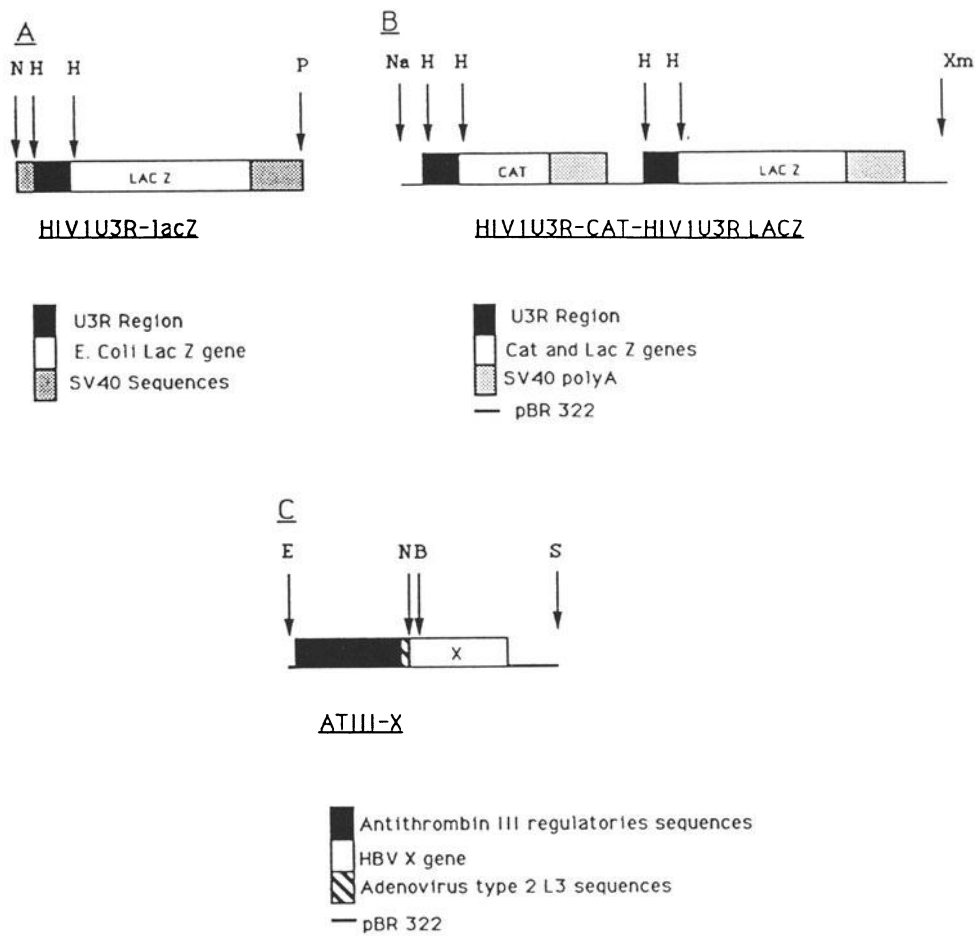 A
N H H P
LAC Z
HIV1U3R-lacZ
U3R Region
E. Coli Lac Z gene
SV40 Sequences
B
Na H H H H Xm
CAT LAC Z
HIV1U3R-CAT-HIV1U3R LACZ
U3R Region
Cat and Lac Z genes
SV40 polyA
pBR 322
C
E N B S
X
ATIII-X
Antithrombin III regulatories sequences
HBV X gene
Adenovirus type 2 L3 sequences
pBR 322